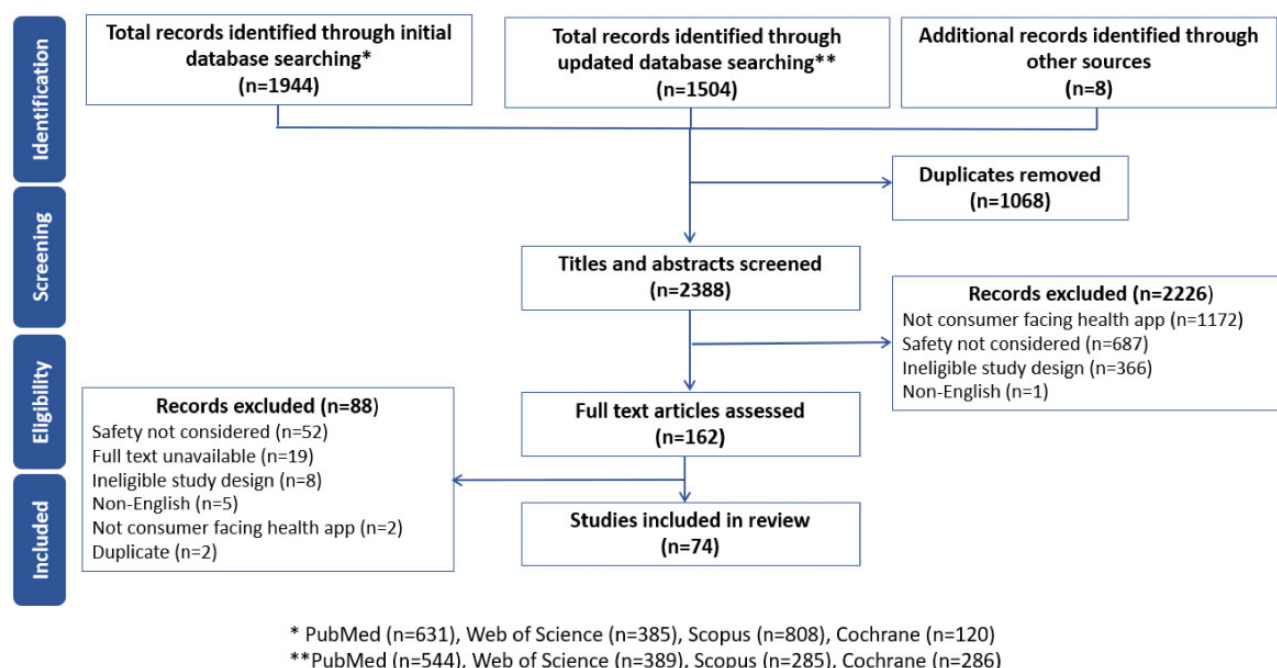 Identification
Total records identified through initial
database searching*
(n=1944)
Total records identified through
updated database searching**
(n=1504)
Additional records identified through
other sources
(n=8)
Duplicates removed
(n=1068)
Screening
Titles and abstracts screened
(n=2388)
Records excluded (n=2226)
Not consumer facing health app (n=1172)
Safety not considered (n=687)
Ineligible study design (n=366)
Non-English (n=1)
Eligibility
Full text articles assessed
(n=162)
Records excluded (n=88)
Safety not considered (n=52)
Full text unavailable (n=19)
Ineligible study design (n=8)
Non-English (n=5)
Not consumer facing health app (n=2)
Duplicate (n=2)
Included
Studies included in review
(n=74)
* PubMed (n=631), Web of Science (n=385), Scopus (n=808), Cochrane (n=120)
**PubMed (n=544), Web of Science (n=389), Scopus (n=285), Cochrane (n=286)